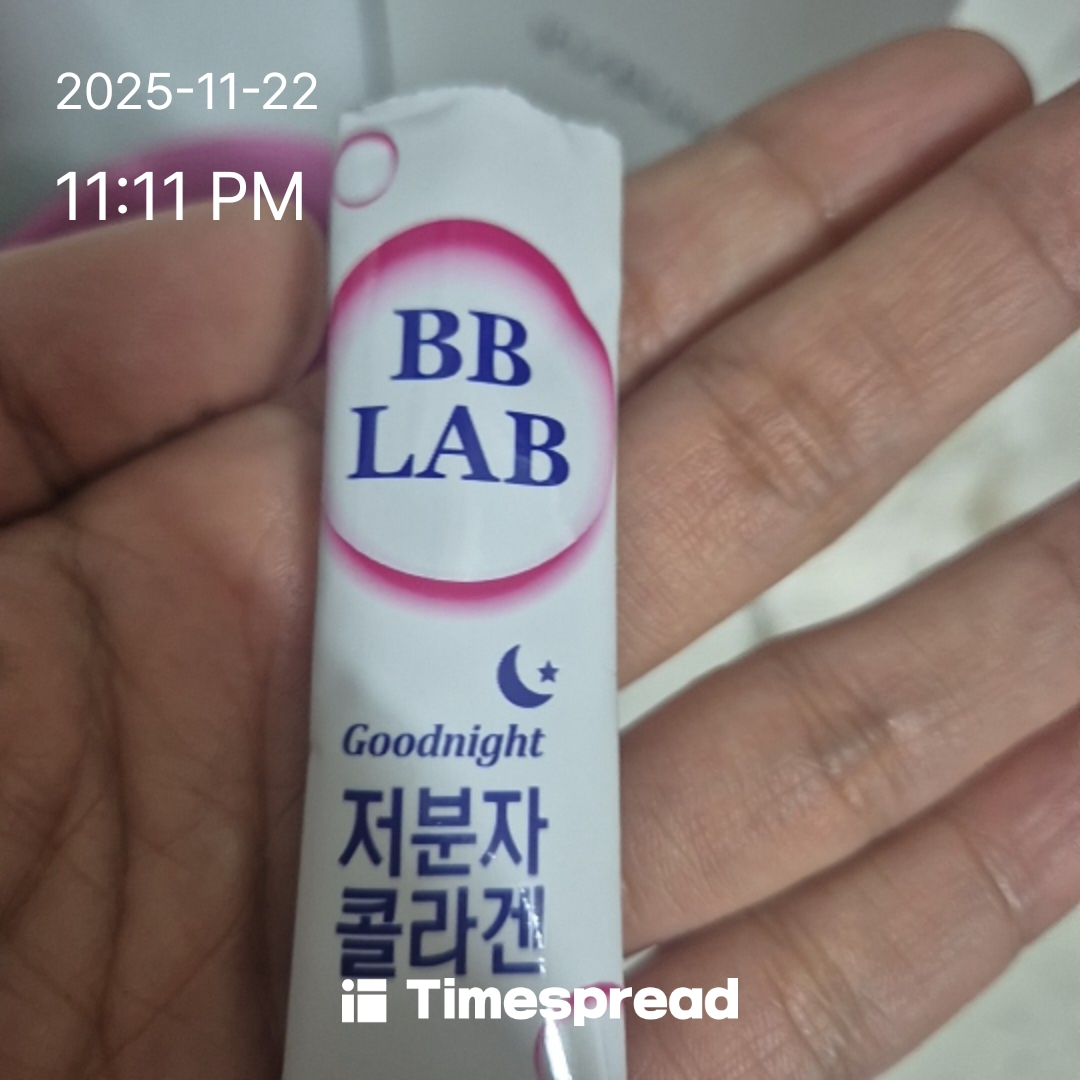 2025-11-22
11:11 PM
BB
LAB
Goodnight
저분자
콜라겐
Timespread